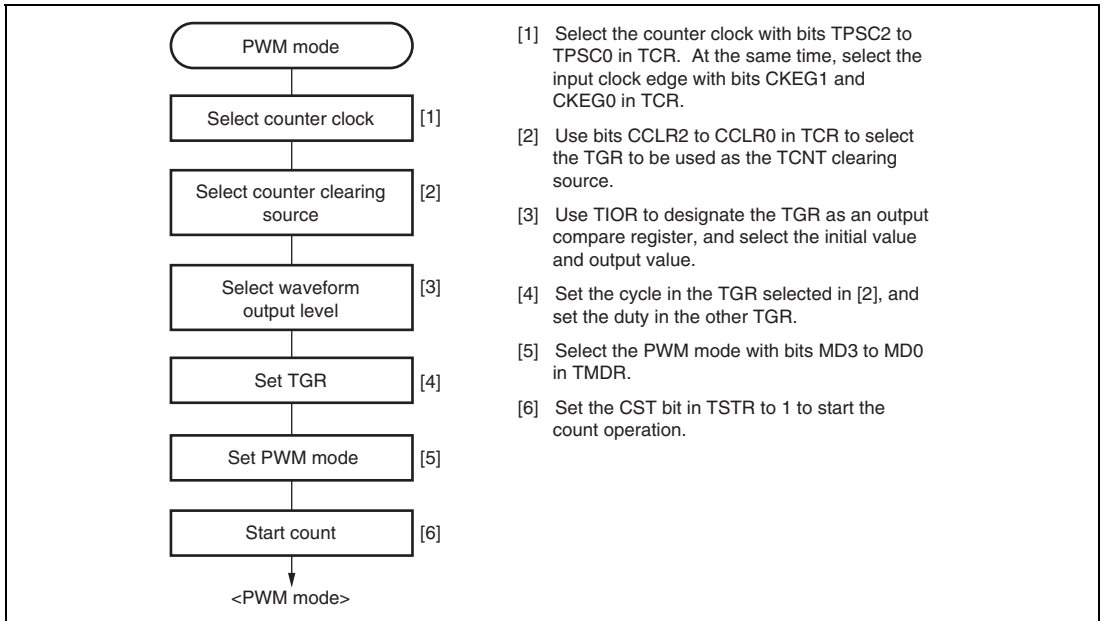 PWM mode
Select counter clock
[1]
Select counter clearing
source
[2]
Select waveform
output level
[3]
Set TGR
[4]
Set PWM mode
[5]
Start count
[6]
<PWM mode>
[1] Select the counter clock with bits TPSC2 to
TPSC0 in TCR. At the same time, select the
input clock edge with bits CKEG1 and
CKEG0 in TCR.
[2] Use bits CCLR2 to CCLR0 in TCR to select
the TGR to be used as the TCNT clearing
source.
[3] Use TIOR to designate the TGR as an output
compare register, and select the initial value
and output value.
[4] Set the cycle in the TGR selected in [2], and
set the duty in the other TGR.
[5] Select the PWM mode with bits MD3 to MD0
in TMDR.
[6] Set the CST bit in TSTR to 1 to start the
count operation.